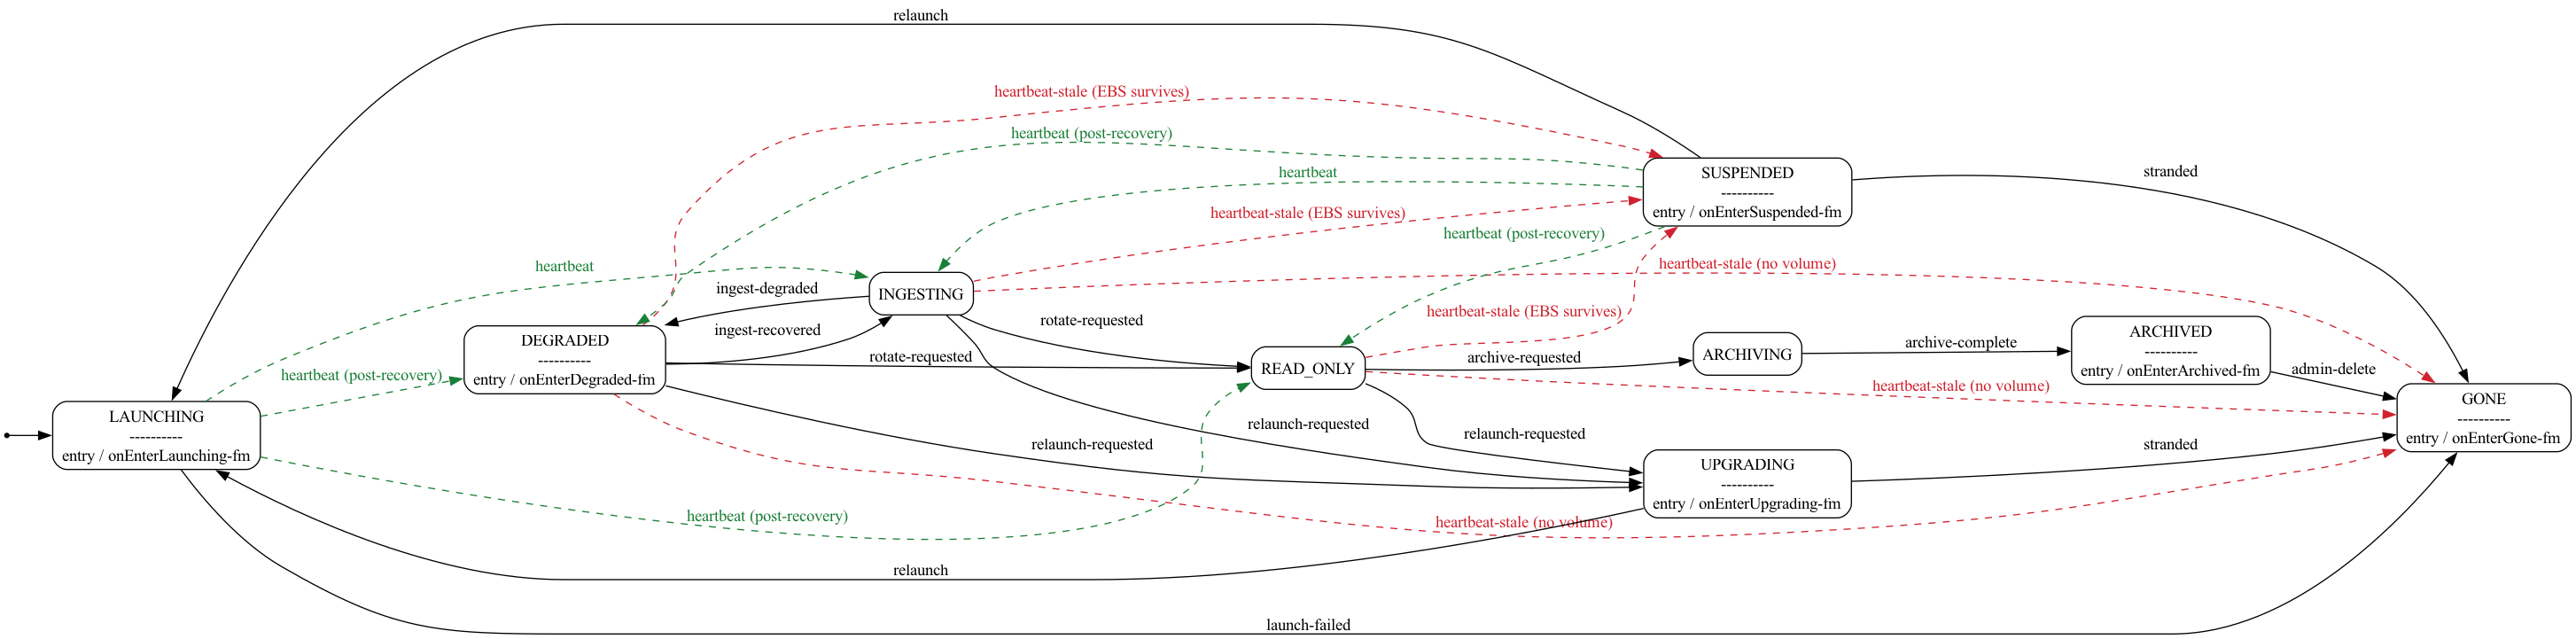 relaunch
heartbeat-stale (EBS survives)
heartbeat (post-recovery)
heartbeat
SUSPENDED
----------
entry / onEnterSuspended-fm
stranded
heartbeat-stale (EBS survives)
heartbeat (post-recovery)
heartbeat
heartbeat-stale (no volume)
ingest-degraded
INGESTING
ingest-recovered
rotate-requested
heartbeat-stale (EBS survives)
DEGRADED
----------
entry / onEnterDegraded-fm
rotate-requested
READ_ONLY
archive-requested
ARCHIVING
archive-complete
ARCHIVED
----------
entry / onEnterArchived-fm
admin-delete
heartbeat (post-recovery)
heartbeat-stale (no volume)
GONE
----------
entry / onEnterGone-fm
LAUNCHING
----------
entry / onEnterLaunching-fm
relaunch-requested
relaunch-requested
relaunch-requested
stranded
UPGRADING
----------
entry / onEnterUpgrading-fm
heartbeat (post-recovery)
heartbeat-stale (no volume)
relaunch
launch-failed